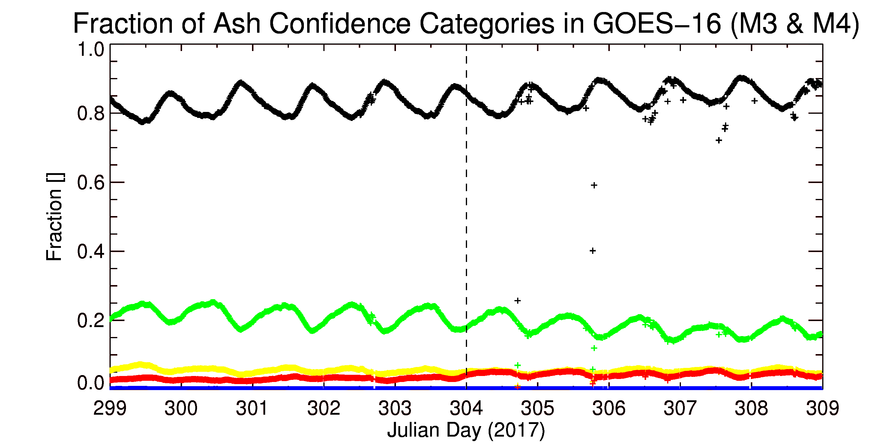 Fraction of Ash Confidence Categories in GOES−16 (M3 & M4)
1.0
0.8
0.6
0.4
0.2
0.0
Fraction []
299 300 301 302 303 304 305 306 307 308 309
Julian Day (2017)